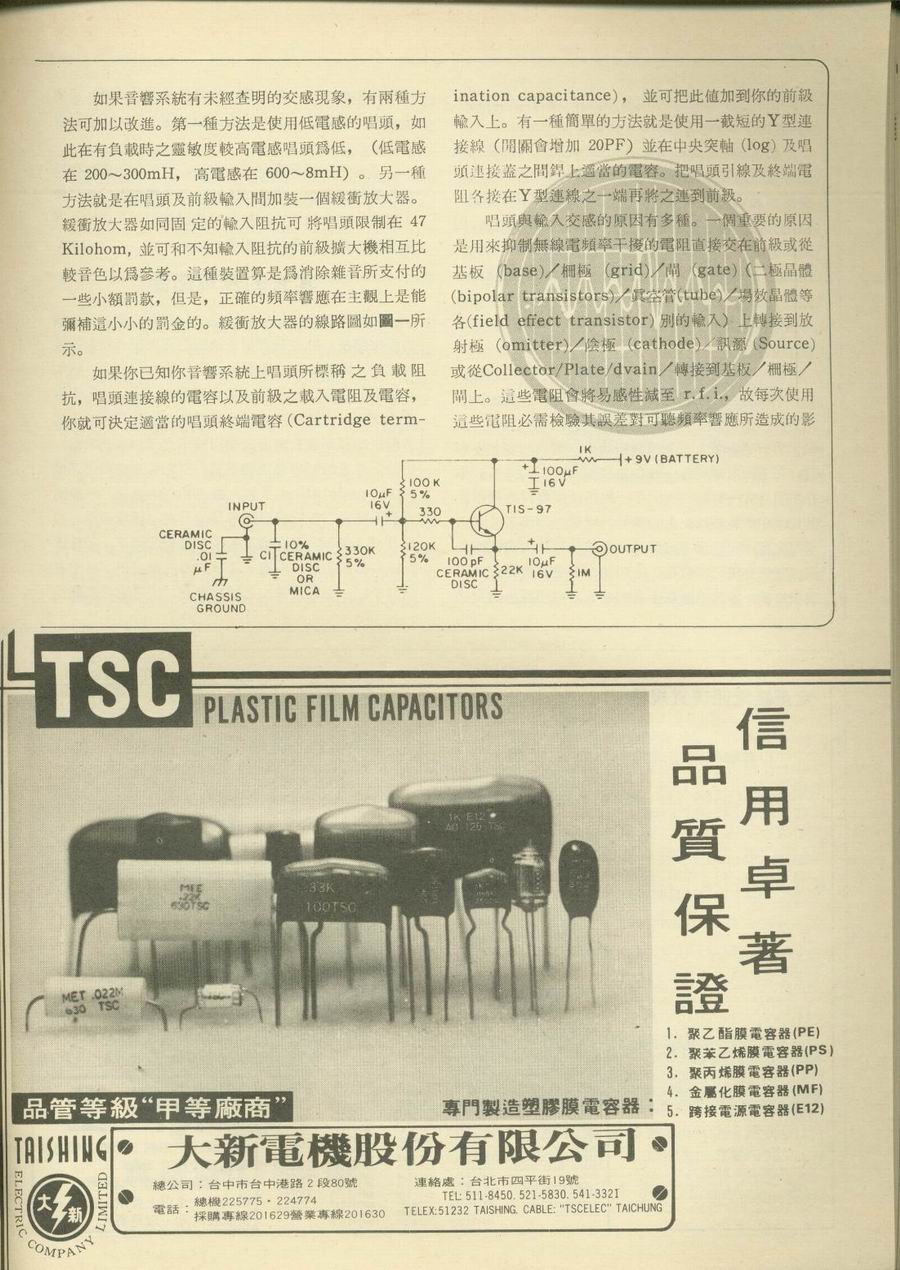 如果音響系統有未經查明的交感現象，有兩種方
法可加以改進。第一種方法是使用低電感的唱頭，如
此在有負載時之靈敏度較高電感唱頭爲低，（低電感
在 200～300mH， 高電感在 600～8mH）。 另一種
方法就是在唱頭及前級輸入間加裝一個緩衝放大器。
緩衝放大器如同固 定的輸入阻抗可 將唱頭限制在 47
Kilohom, 並可和不知輸入阻抗的前級擴大機相互比
較音色以爲參考。這種裝置算是爲消除雜音所支付的
一些小額罰款，但是，正確的頻率響應在主觀上是能
彌補這小小的罰金的。緩衝放大器的線路圖如圖一所
示。
如果你已知你音響系統上唱頭所標稱 之 負 載 阻
抗，唱頭連接線的電容以及前級之載入電阻及電容，
你就可決定適當的唱頭終端電容 (Cartridge term-
ination capacitance)， 並可把此値加到你的前級
輸入上。有一種簡單的方法就是使用一截短的Y型連
接線（開關會增加 20PF）並在中央突軸 (log) 及唱
頭連接蓋之間銲上適當的電容。把唱頭引線及終端電
阻各接在Y型連線之一端再將之連到前級。
唱頭與輸入交感的原因有多種。一個重要的原因
是用來抑制無線電頻率干擾的電阻直接交在前級或從
基板 (base)／柵極 (grid)／閘 (gate) (二極晶體
(bipolar transistors)／眞空管(tube)／場效晶體等
各(field effect transistor) 別的輸入）上轉接到放
射極 (omitter)／陰極 (cathode)／訊源 (Source)
或從Collector/Plate/dvain／轉接到基板／柵極／
閘上。這些電阻會將易感性減至 r.f.i.，故每次使用
這些電阻必需檢驗其誤差對可聽頻率響應所造成的影
1K
+9V (BATTERY)
+ 100μF
16V
100K
5%
10μF
16V
+
330
TIS-97
INPUT
CERAMIC
DISC
.01
μF
C1
10%
CERAMIC
DISC
OR
MICA
330K
5%
120K
5%
100pF
CERAMIC
DISC
22K
+
10μF
16V
1M
OUTPUT
CHASSIS
GROUND
TSC
PLASTIC FILM CAPACITORS
信用卓著
品質保證
1K E12
33K
100TSC
MEE
.22K
630TSC
MET .022M
630 TSC
1. 聚乙酯膜電容器(PE)
2. 聚苯乙烯膜電容器(PS)
3. 聚丙烯膜電容器(PP)
4. 金屬化膜電容器(MF)
5. 跨接電源電容器(E12)
品管等級“甲等廠商”
專門製造塑膠膜電容器：
TAISHING
ELECTRIC COMPANY LIMITED
大新
大新電機股份有限公司
總公司：台中市台中港路 2 段80號
電話：總機225775・224774
採購專線201629營業專線201630
連絡處：台北市四平街19號
TEL: 511-8450. 521-5830. 541-3321
TELEX:51232 TAISHING. CABLE: "TSCELEC" TAICHUNG